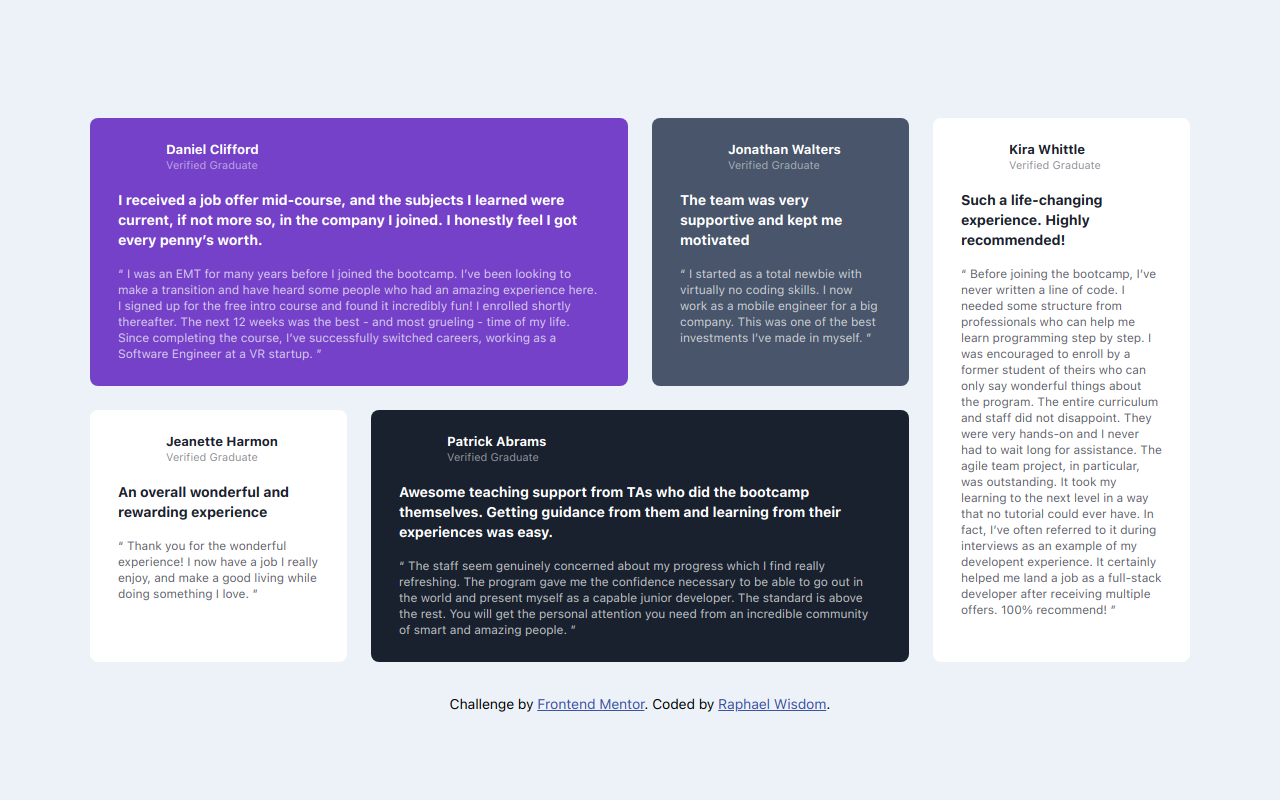 Daniel Clifford
Verified Graduate
I received a job offer mid-course, and the subjects I learned were
current, if not more so, in the company I joined. I honestly feel I got
every penny’s worth.
“ I was an EMT for many years before I joined the bootcamp. I’ve been looking to
make a transition and have heard some people who had an amazing experience here.
I signed up for the free intro course and found it incredibly fun! I enrolled shortly
thereafter. The next 12 weeks was the best - and most grueling - time of my life.
Since completing the course, I’ve successfully switched careers, working as a
Software Engineer at a VR startup. ”
Jonathan Walters
Verified Graduate
The team was very
supportive and kept me
motivated
“ I started as a total newbie with
virtually no coding skills. I now
work as a mobile engineer for a big
company. This was one of the best
investments I’ve made in myself. ”
Kira Whittle
Verified Graduate
Such a life-changing
experience. Highly
recommended!
“ Before joining the bootcamp, I’ve
never written a line of code. I
needed some structure from
professionals who can help me
learn programming step by step. I
was encouraged to enroll by a
former student of theirs who can
only say wonderful things about
the program. The entire curriculum
and staff did not disappoint. They
were very hands-on and I never
had to wait long for assistance. The
agile team project, in particular,
was outstanding. It took my
learning to the next level in a way
that no tutorial could ever have. In
fact, I’ve often referred to it during
interviews as an example of my
developent experience. It certainly
helped me land a job as a full-stack
developer after receiving multiple
offers. 100% recommend! ”
Jeanette Harmon
Verified Graduate
An overall wonderful and
rewarding experience
“ Thank you for the wonderful
experience! I now have a job I really
enjoy, and make a good living while
doing something I love. ”
Patrick Abrams
Verified Graduate
Awesome teaching support from TAs who did the bootcamp
themselves. Getting guidance from them and learning from their
experiences was easy.
“ The staff seem genuinely concerned about my progress which I find really
refreshing. The program gave me the confidence necessary to be able to go out in
the world and present myself as a capable junior developer. The standard is above
the rest. You will get the personal attention you need from an incredible community
of smart and amazing people. ”
Challenge by Frontend Mentor. Coded by Raphael Wisdom.